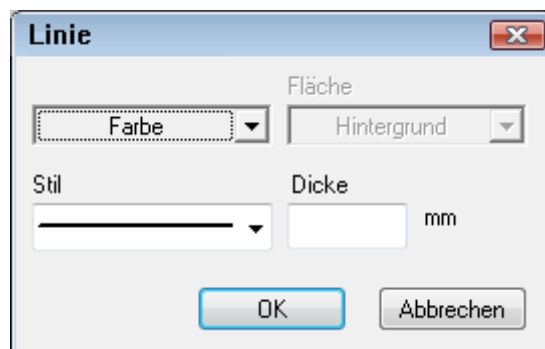 Linie
Fläche
Farbe
Hintergrund
Stil
Dicke
mm
OK
Abbrechen